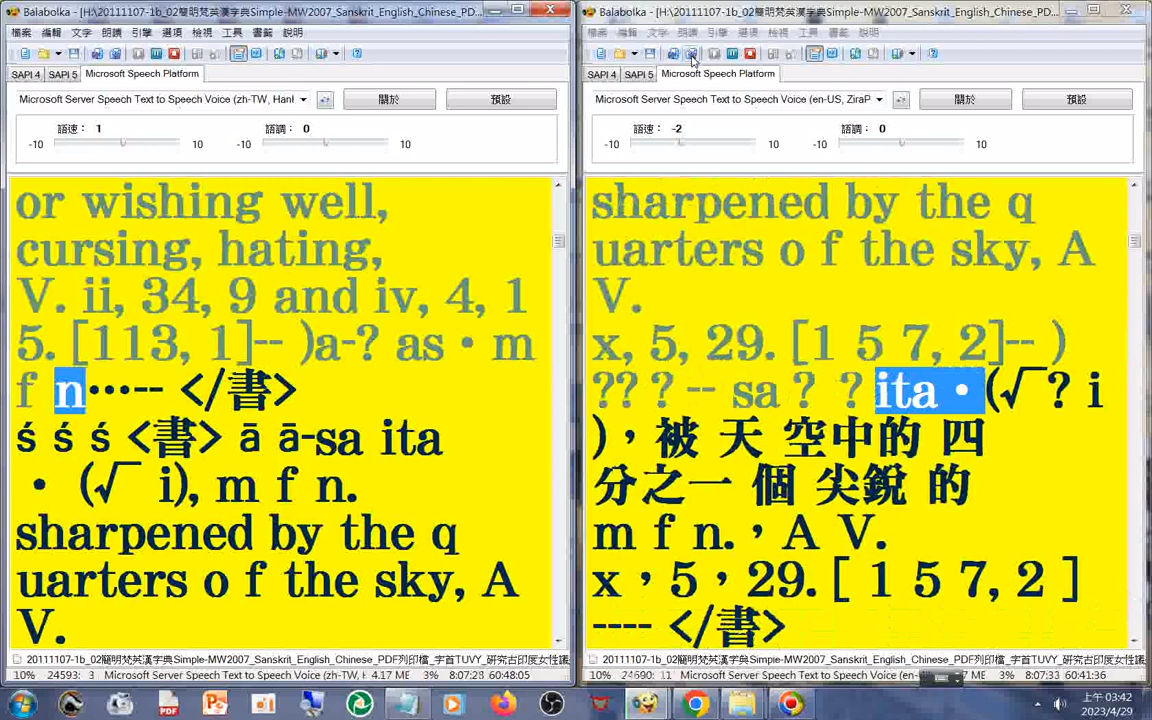 Balabolka - [H:\20111107-1b_02簡明梵英漢字典Simple-MW2007_Sanskrit_English_Chinese_PD...
檔案 編輯 文字 朗讀 引擎 選項 檢視 工具 書籤 說明
SAPI 4 SAPI 5 Microsoft Speech Platform
Microsoft Server Speech Text to Speech Voice (zh-TW, Han
關於 預設
語速： 1 語調： 0
-10 10 -10 10
or wishing well,
cursing, hating,
V. ii, 34, 9 and iv, 4, 1
5. [113, 1]-- )a-? as·m
f n…-- </書>
ś ś ś <書> ā ā-sa ita
· (√ i), m f n.
sharpened by the q
uarters o f the sky, A
V.
20111107-1b_02簡明梵英漢字典Simple-MW2007_Sanskrit_English_Chinese_PDF列印檔_字首TUVY_研究古印度女性議
10% 24593: 3 Microsoft Server Speech Text to Speech Voice (zh-TW, H 4.17 ME 3% 8:07:28 60:48:05
Balabolka - [H:\20111107-1b_02簡明梵英漢字典Simple-MW2007_Sanskrit_English_Chinese_PD...
檔案 編輯 文字 朗讀 引擎 選項 檢視 工具 書籤 說明
SAPI 4 SAPI 5 Microsoft Speech Platform
Microsoft Server Speech Text to Speech Voice (en-US, ZiraP
關於 預設
語速： -2 語調： 0
-10 10 -10 10
sharpened by the q
uarters o f the sky, A
V.
x, 5, 29. [1 5 7, 2]-- )
?? ? -- sa ? ? ita·(√? i
)，被 天 空中的 四
分之一 個 尖銳 的
m f n.，A V.
x，5，29. [ 1 5 7, 2 ]
---- </書>
20111107-1b_02簡明梵英漢字典Simple-MW2007_Sanskrit_English_Chinese_PDF列印檔_字首TUVY_研究古印度女性議
10% 24690: 11 Microsoft Server Speech Text to Speech Voice (en-u 4.17 ME 3% 8:07:33 60:41:36
上午 03:42
2023/4/29